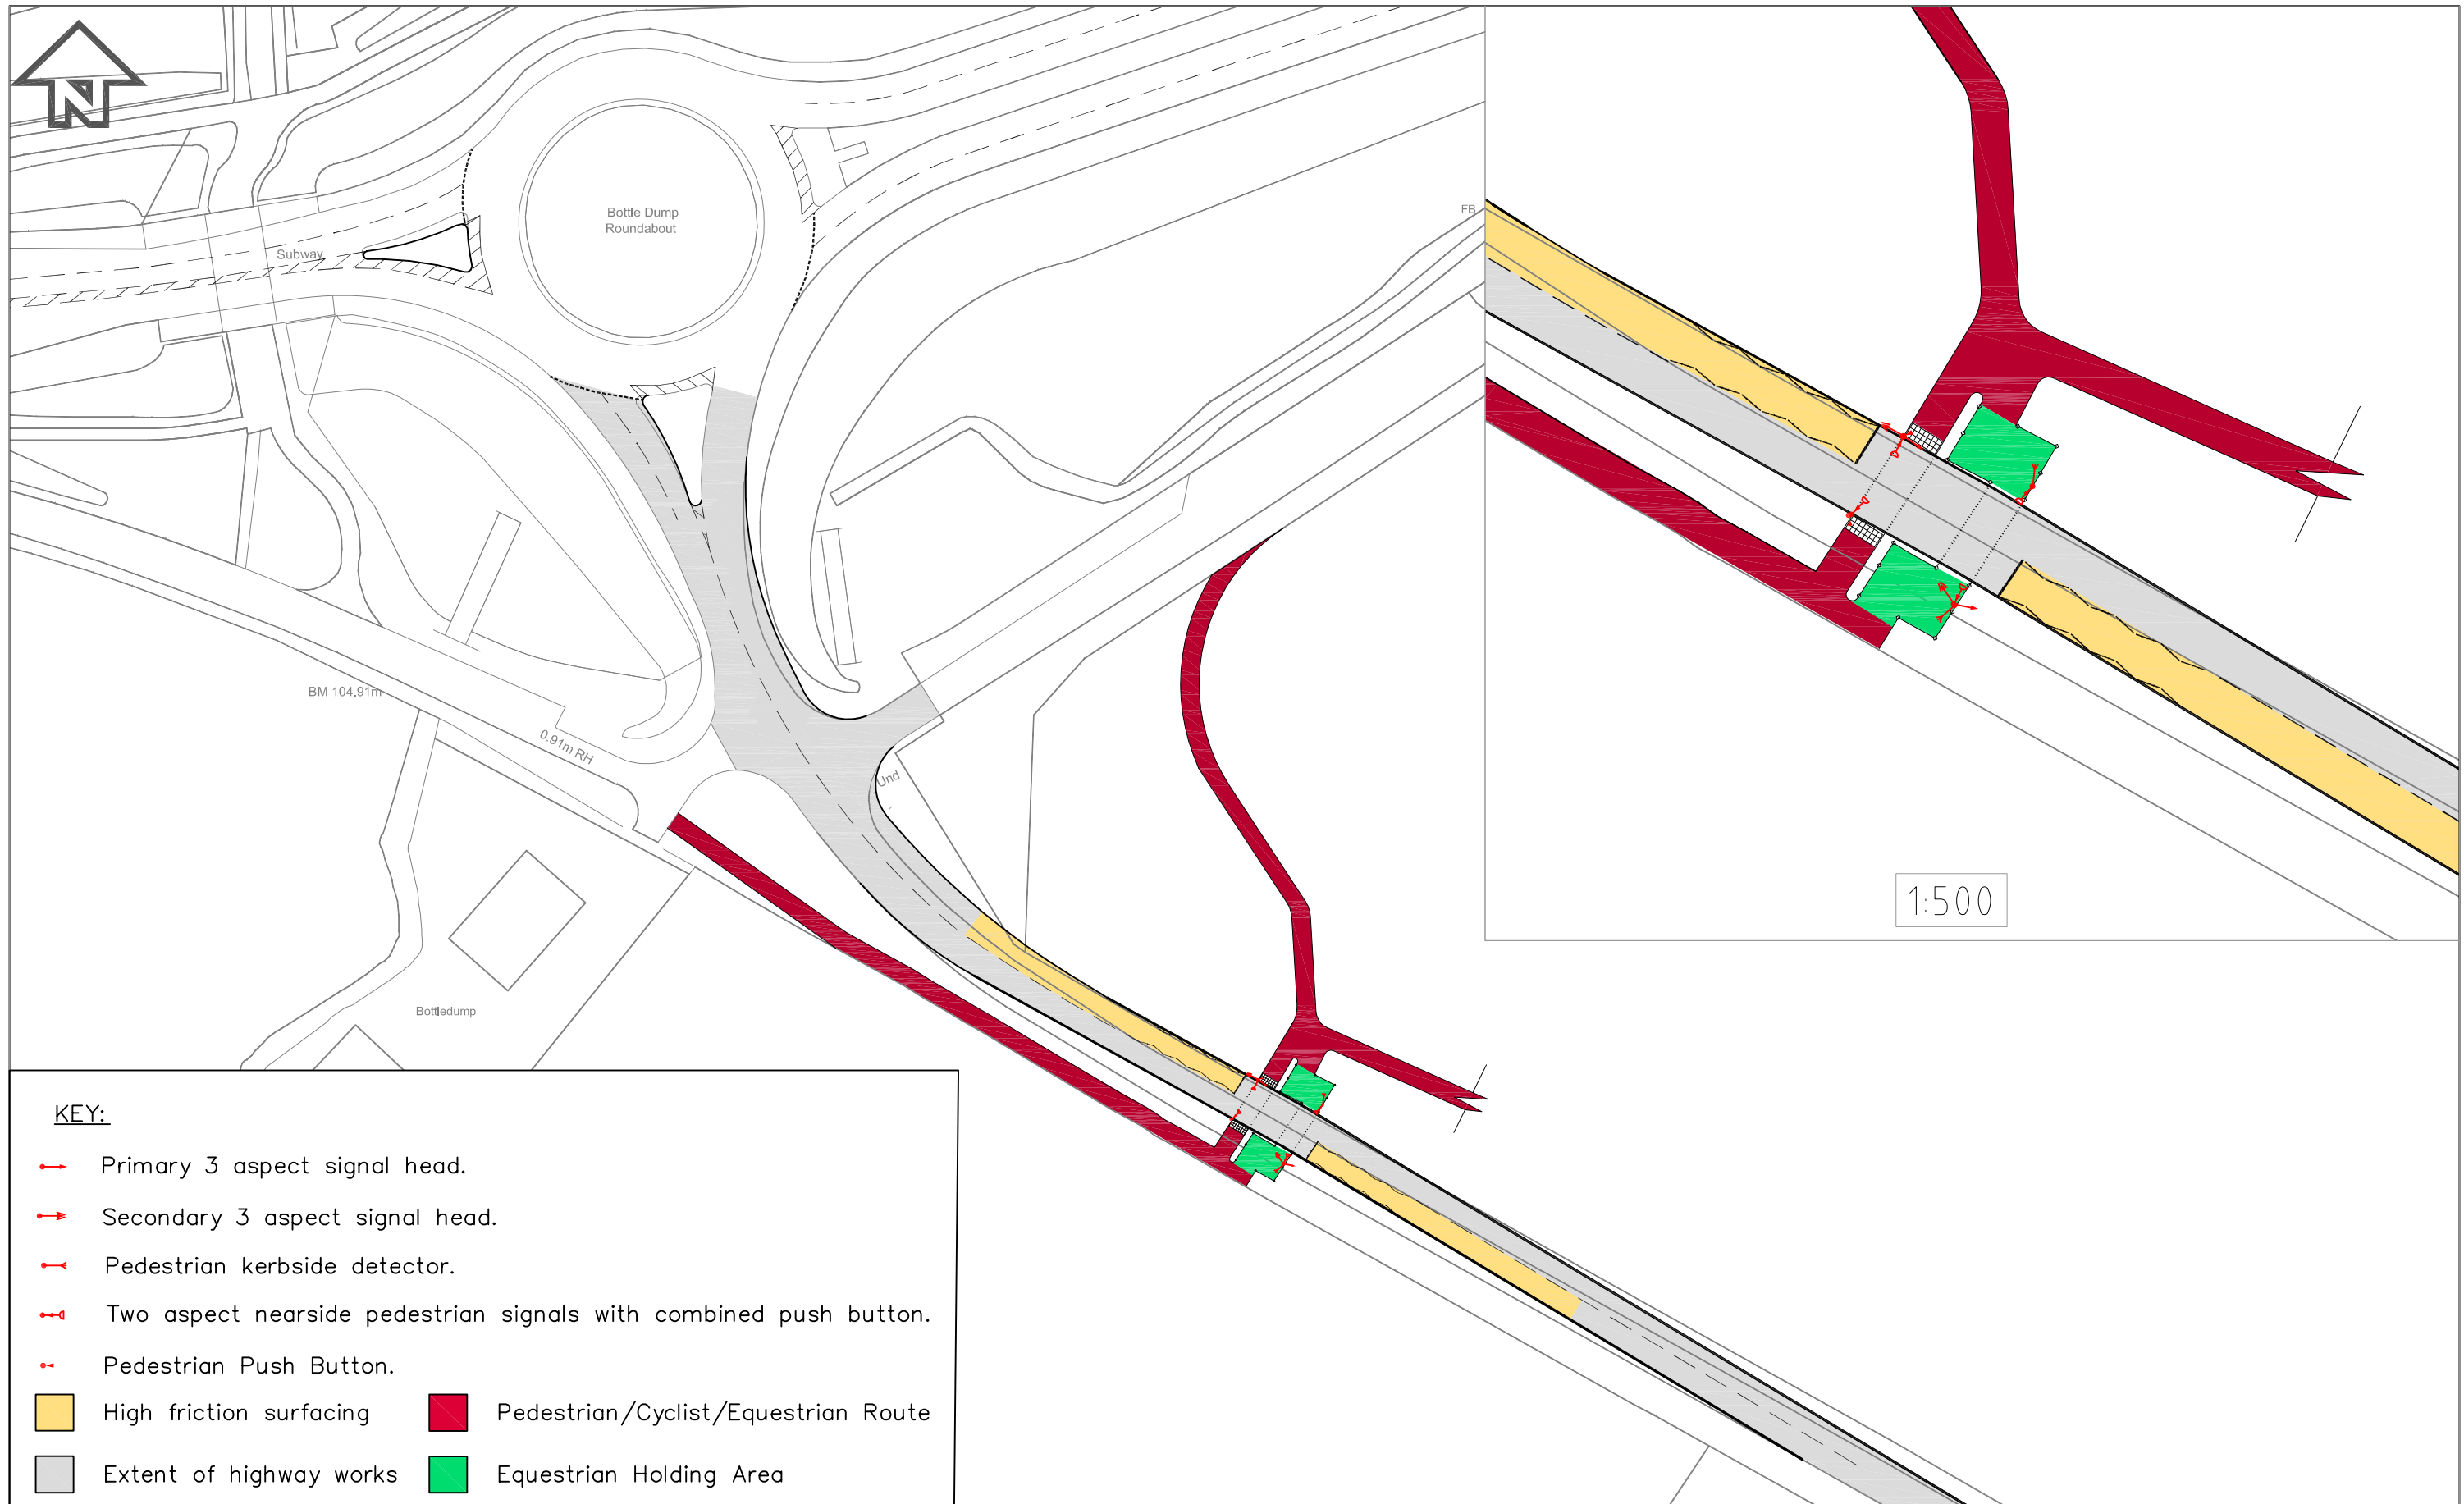 N
Bottle Dump
Roundabout
FB
Subway
BM 104.91m
0.91m RH
Und
Bottledump
1:500
KEY:
Primary 3 aspect signal head.
Secondary 3 aspect signal head.
Pedestrian kerbside detector.
Two aspect nearside pedestrian signals with combined push button.
Pedestrian Push Button.
High friction surfacing
Pedestrian/Cyclist/Equestrian Route
Extent of highway works
Equestrian Holding Area